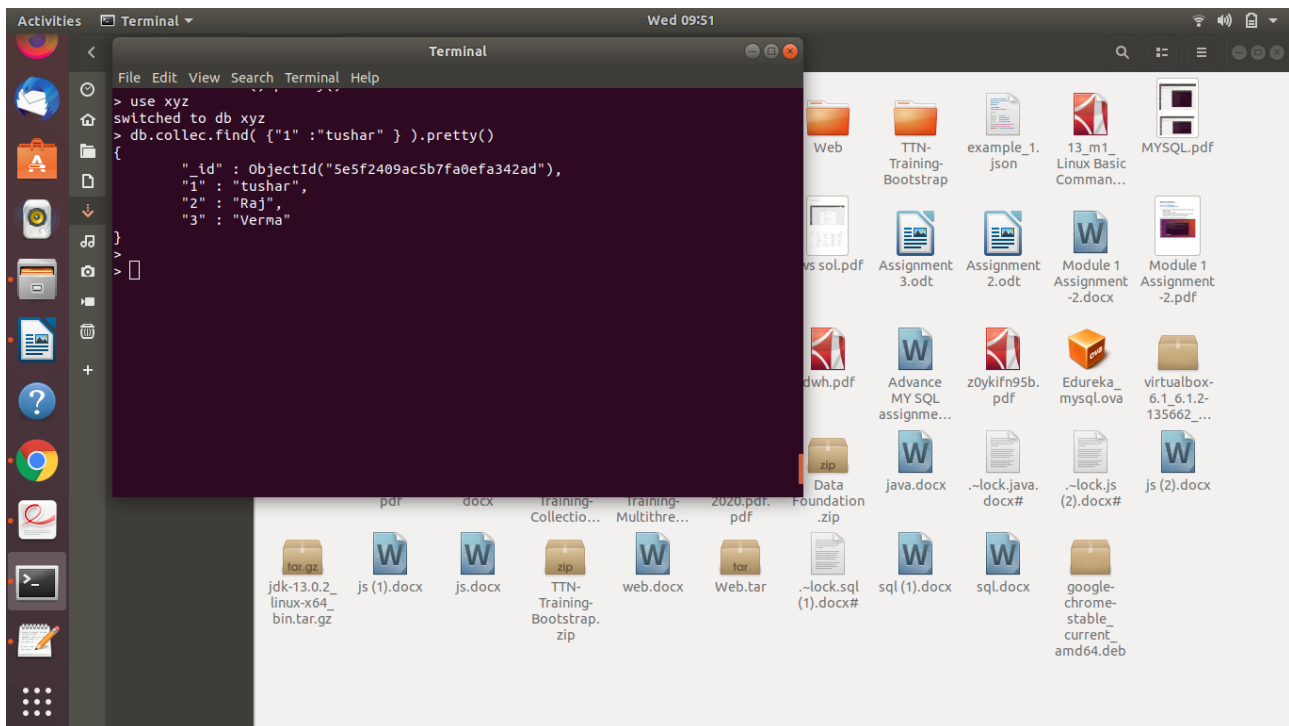 Activities
Terminal
Wed 09:51
Terminal
File Edit View Search Terminal Help
> use xyz
switched to db xyz
> db.collec.find( {"1" :"tushar" } ).pretty()
{
"_id" : ObjectId("5e5f2409ac5b7fa0efa342ad"),
"1" : "tushar",
"2" : "Raj",
"3" : "Verma"
}
>
>
Web
TTN-
Training-
Bootstrap
example_1.
json
13_m1_
Linux Basic
Comman...
MYSQL.pdf
sol.pdf
Assignment
3.odt
Assignment
2.odt
Module 1
Assignment
-2.docx
Module 1
Assignment
-2.pdf
dwh.pdf
Advance
MY SQL
assignme...
z0ykifn95b.
pdf
Edureka_
mysql.ova
virtualbox-
6.1_6.1.2-
135662_...
pdf
docx
Training-
Collectio...
Training-
Multithre...
2020.pdf.
pdf
zip
Data
Foundation
.zip
java.docx
.~lock.java.
docx#
.~lock.js
(2).docx#
js (2).docx
tar.gz
jdk-13.0.2_
linux-x64_
bin.tar.gz
js (1).docx
js.docx
zip
TTN-
Training-
Bootstrap.
zip
web.docx
tar
Web.tar
.~lock.sql
(1).docx#
sql (1).docx
sql.docx
google-
chrome-
stable_
current_
amd64.deb